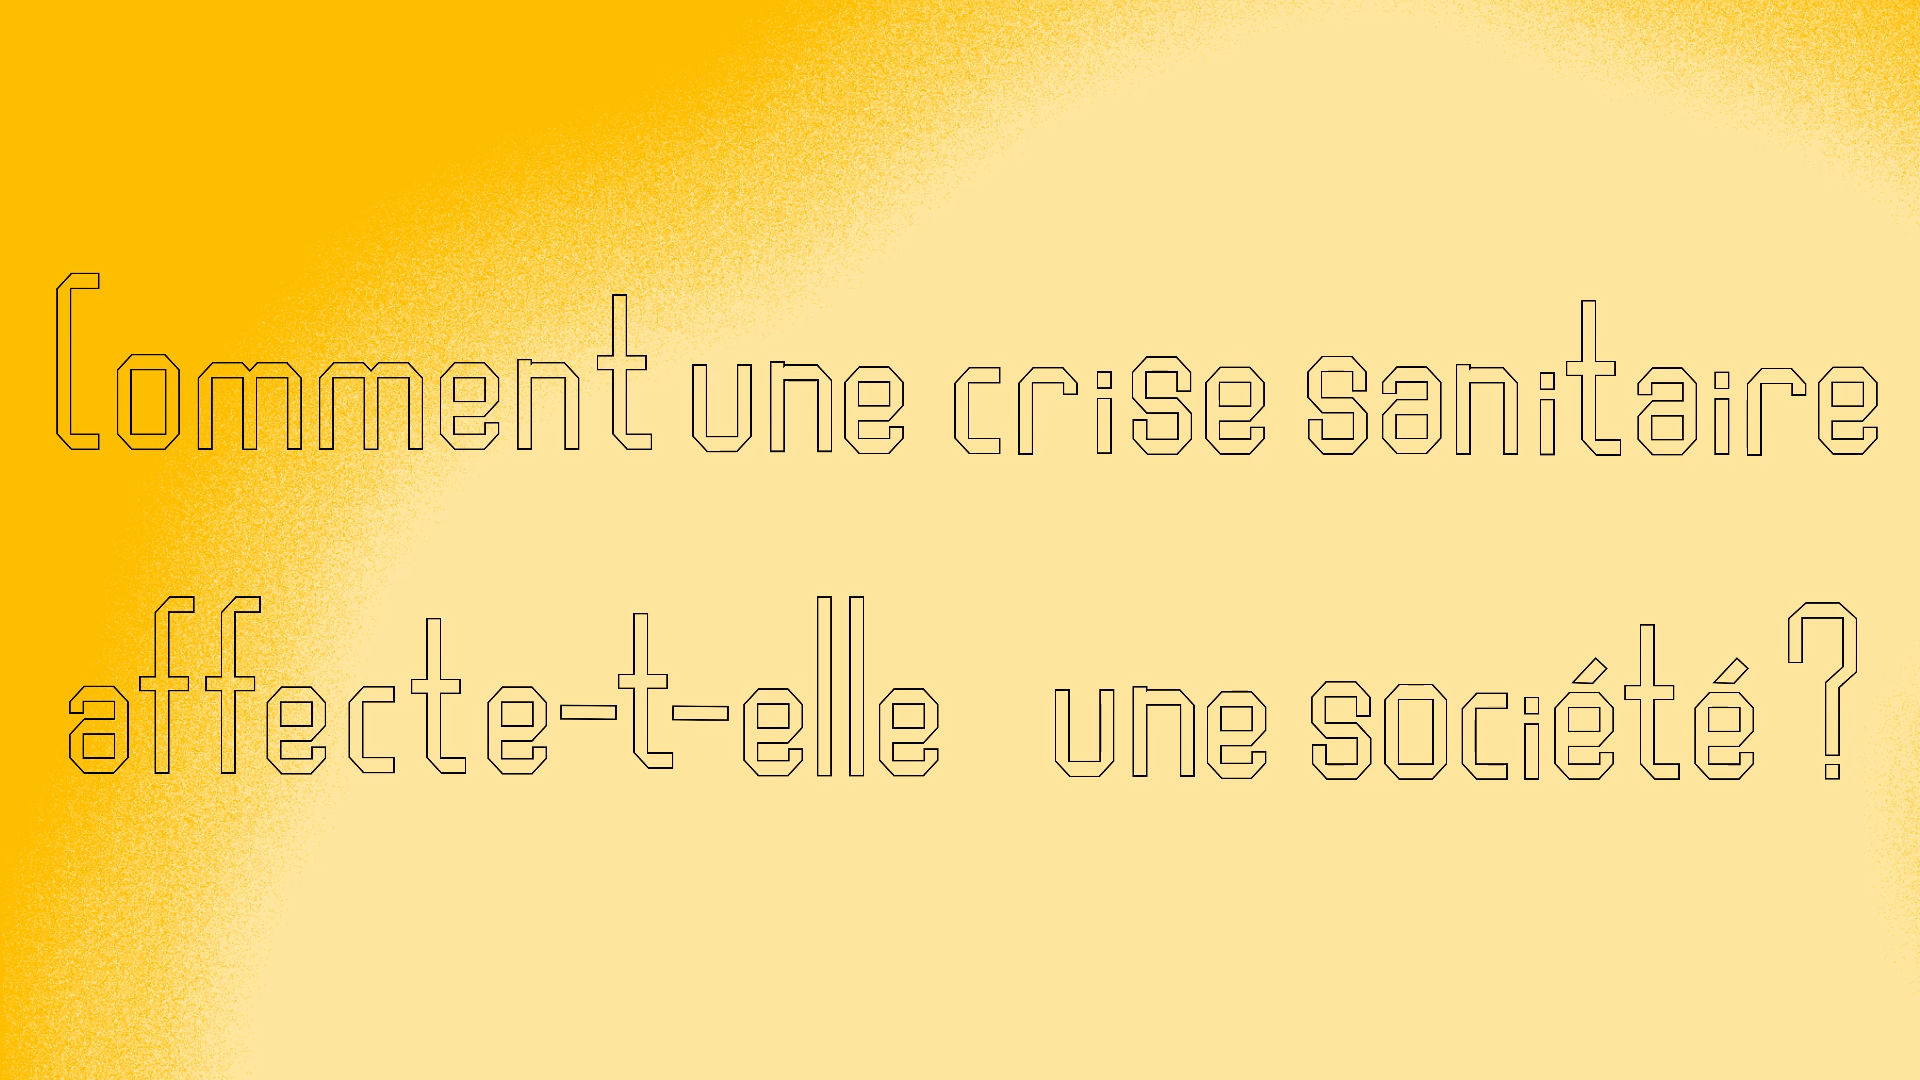 Comment une crise sanitaire
affecte-t-elle une société ?